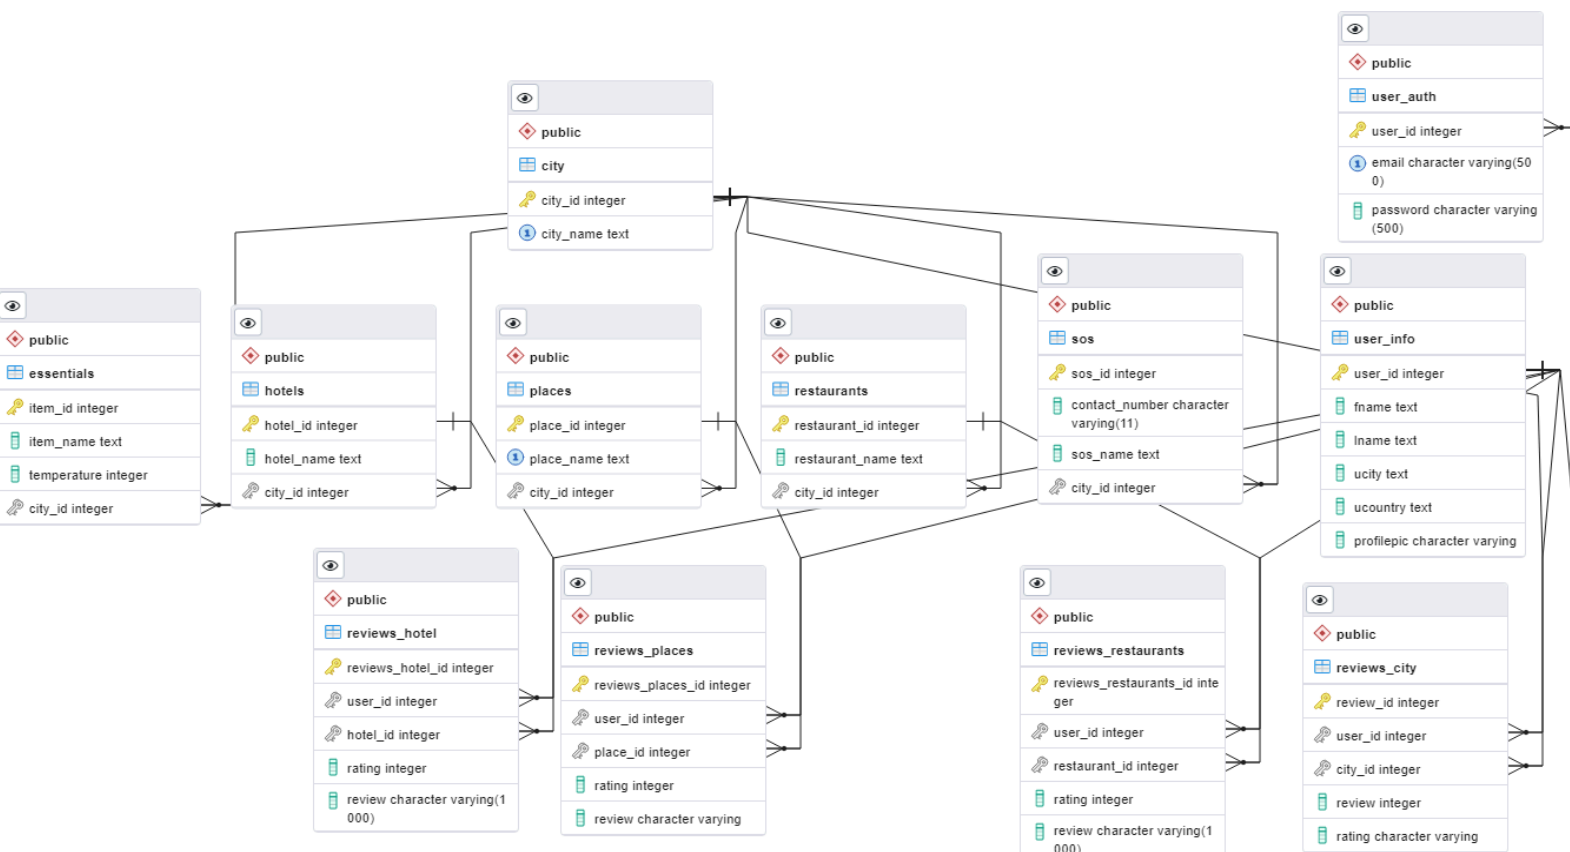 public
user_auth
user_id integer
email character varying(50
0)
password character varying
(500)
public
city
city_id integer
city_name text
public
essentials
item_id integer
item_name text
temperature integer
city_id integer
public
hotels
hotel_id integer
hotel_name text
city_id integer
public
places
place_id integer
place_name text
city_id integer
public
restaurants
restaurant_id integer
restaurant_name text
city_id integer
public
sos
sos_id integer
contact_number character
varying(11)
sos_name text
city_id integer
public
user_info
user_id integer
fname text
lname text
ucity text
ucountry text
profilepic character varying
public
reviews_hotel
reviews_hotel_id integer
user_id integer
hotel_id integer
rating integer
review character varying(1
000)
public
reviews_places
reviews_places_id integer
user_id integer
place_id integer
rating integer
review character varying
public
reviews_restaurants
reviews_restaurants_id inte
ger
user_id integer
restaurant_id integer
rating integer
review character varying(1
000)
public
reviews_city
review_id integer
user_id integer
city_id integer
review integer
rating character varying